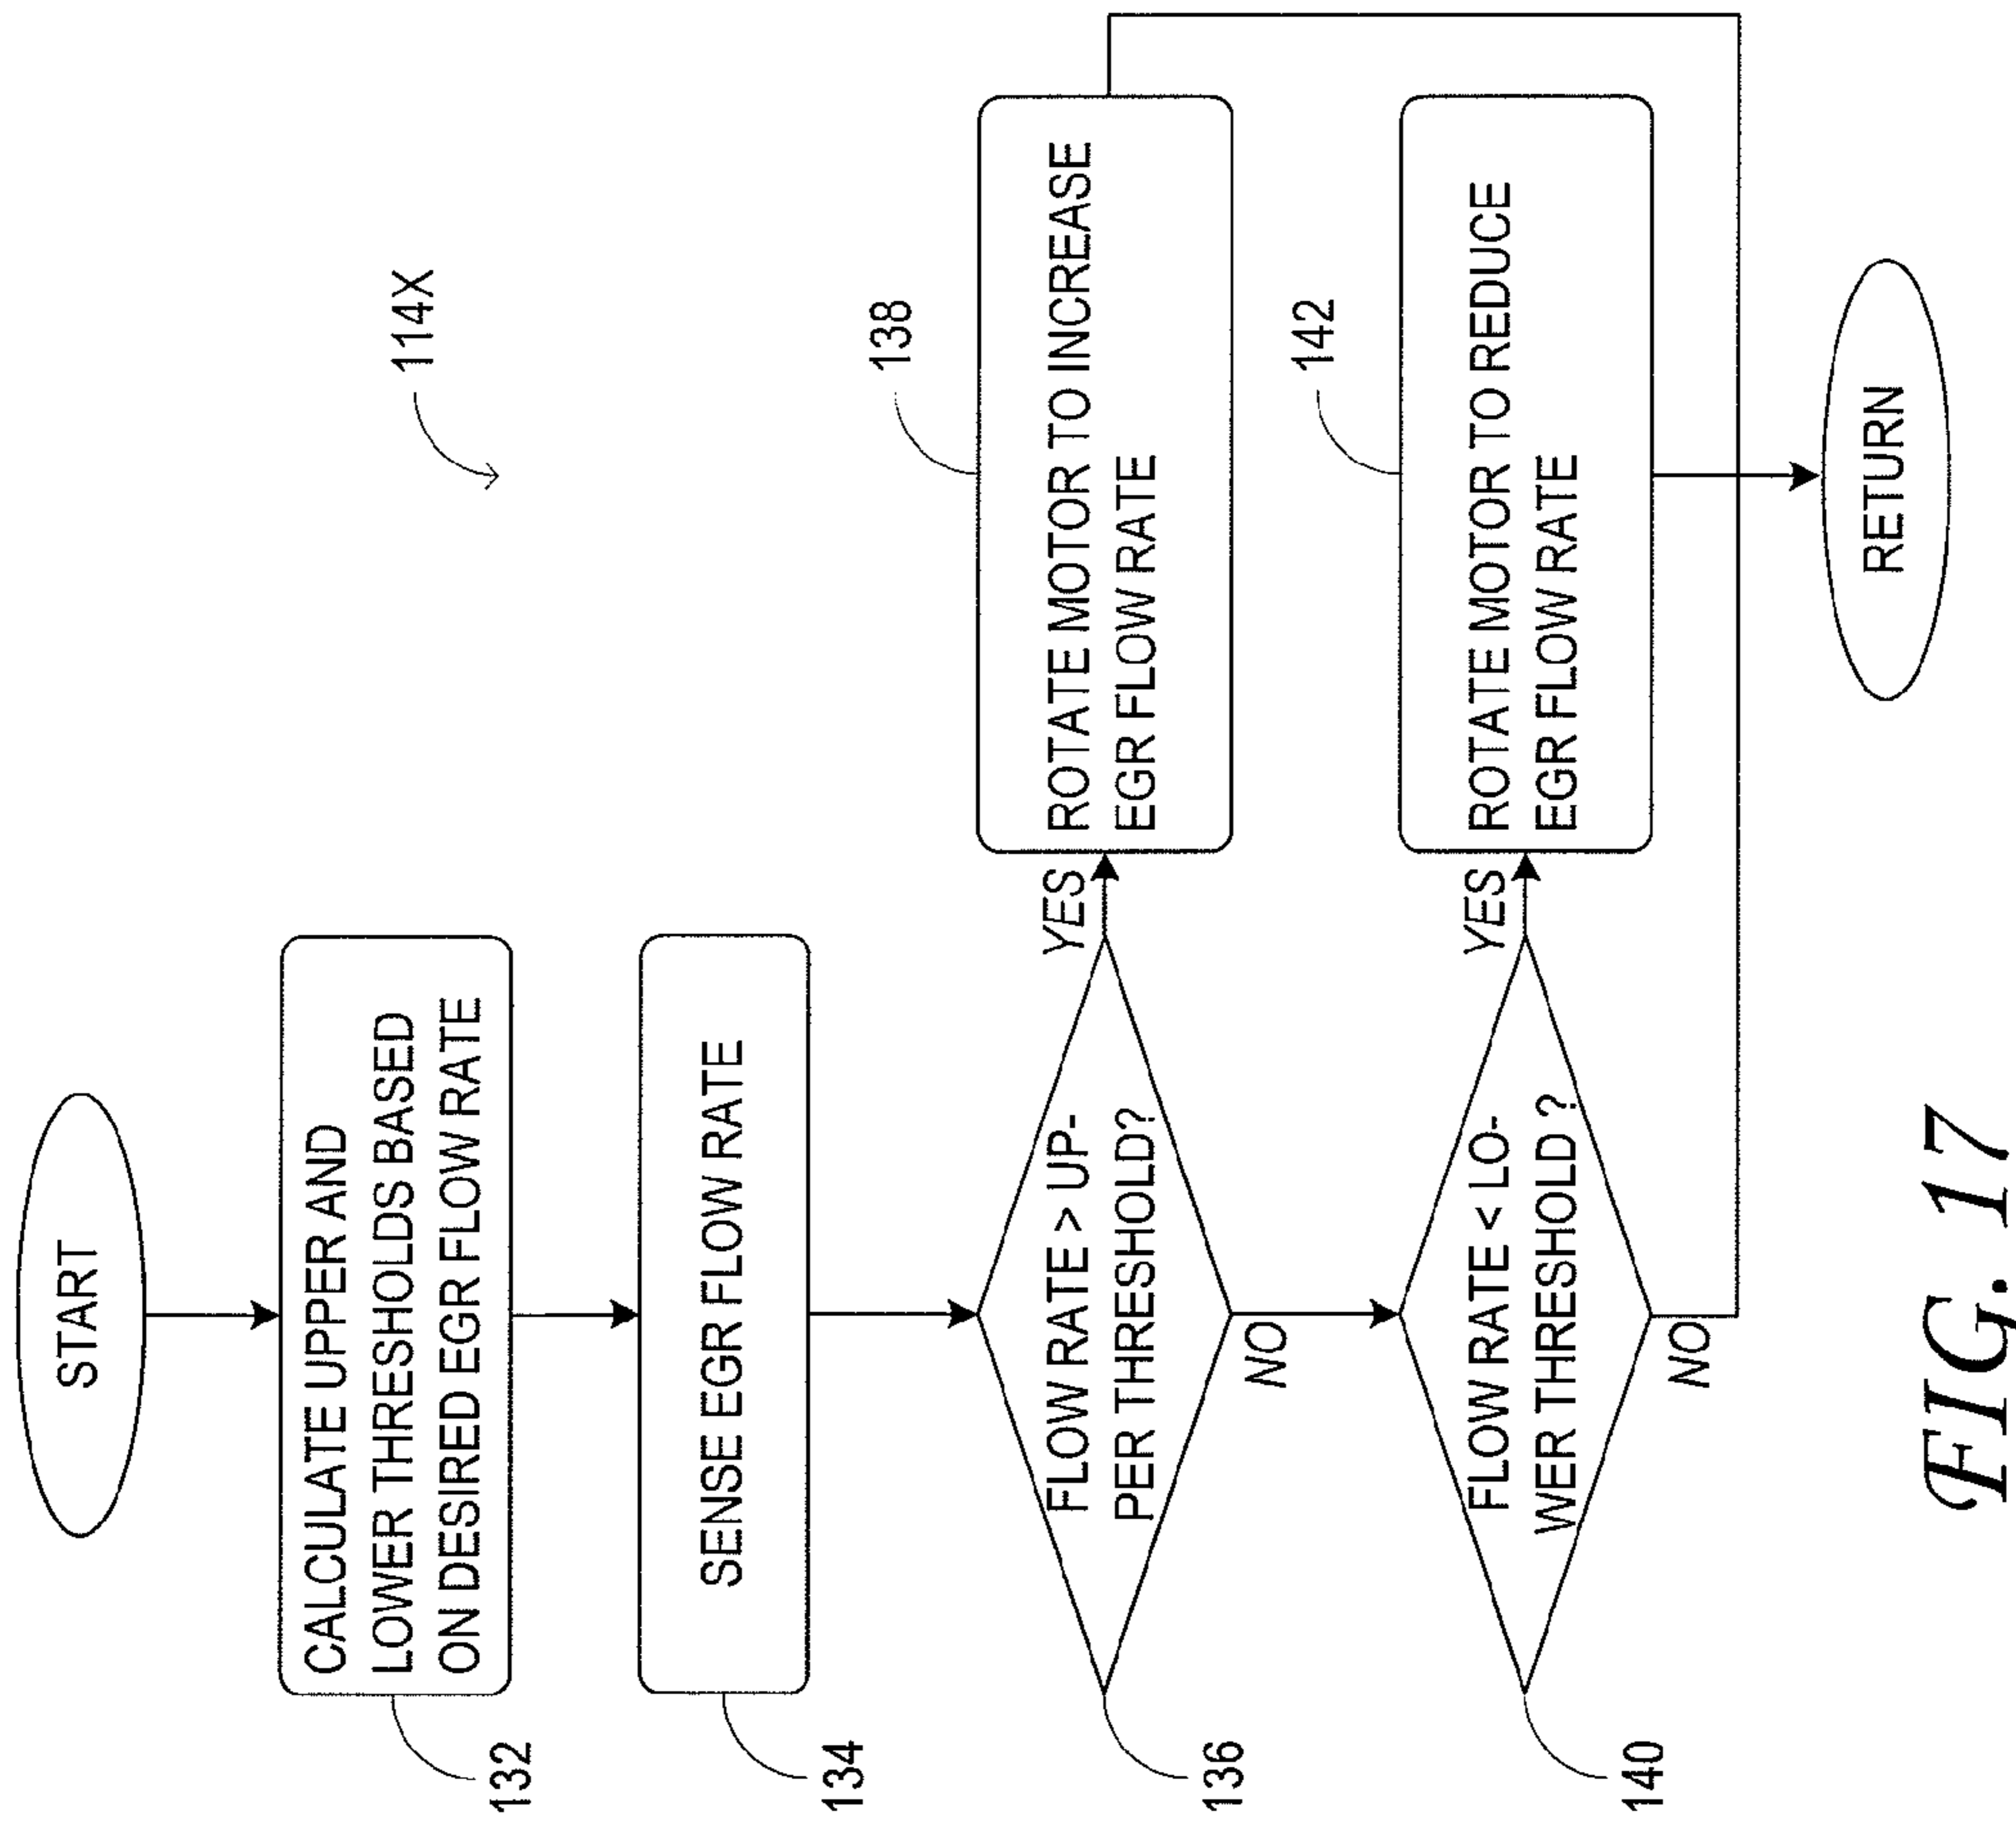 START
114X
CALCULATE UPPER AND
LOWER THRESHOLDS BASED
ON DESIRED EGR FLOW RATE
132
SENSE EGR FLOW RATE
134
FLOW RATE > UP-
PER THRESHOLD?
136
YES
NO
ROTATE MOTOR TO INCREASE
EGR FLOW RATE
138
FLOW RATE < LO-
WER THRESHOLD ?
140
YES
NO
ROTATE MOTOR TO REDUCE
EGR FLOW RATE
142
RETURN
FIG. 17